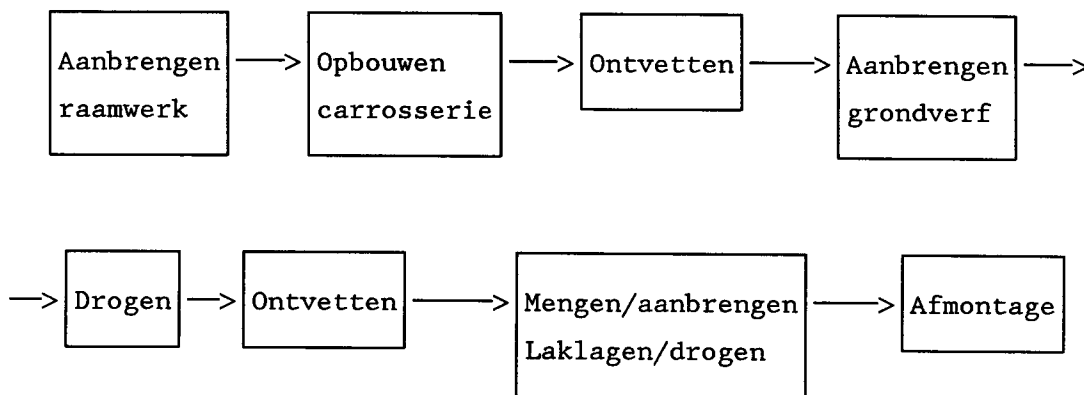 Aanbrengen
raamwerk
Opbouwen
carrosserie
Ontvetten
Aanbrengen
grondverf
Drogen
Ontvetten
Mengen/aanbrengen
Laklagen/drogen
Afmontage